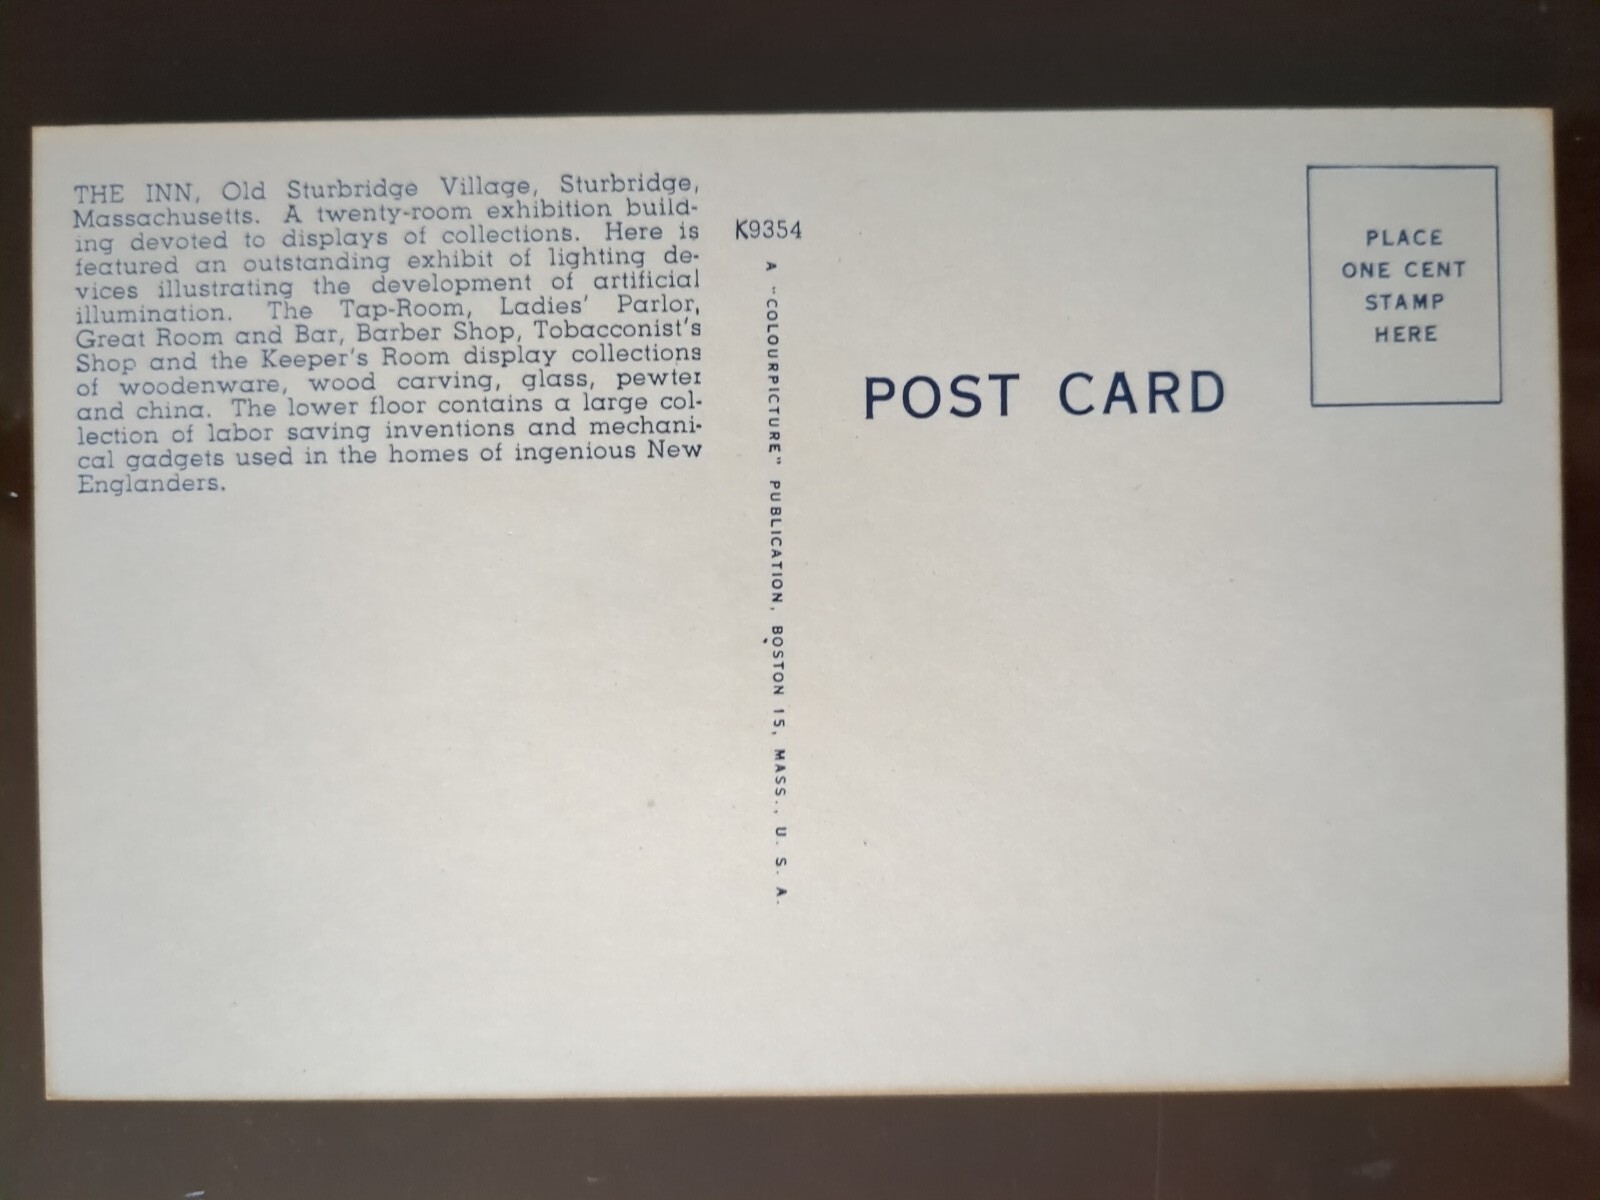 THE INN, Old Sturbridge Village, Sturbridge,
Massachusetts. A twenty-room exhibition build-
ing devoted to displays of collections. Here is
featured an outstanding exhibit of lighting de-
vices illustrating the development of artificial
illumination. The Tap-Room, Ladies' Parlor,
Great Room and Bar, Barber Shop, Tobacconist's
Shop and the Keeper's Room display collections
of woodenware, wood carving, glass, pewter
and china. The lower floor contains a large col-
lection of labor saving inventions and mechani-
cal gadgets used in the homes of ingenious New
Englanders.
K9354
A "COLOURPICTURE" PUBLICATION, BOSTON 15, MASS., U. S. A.
POST CARD
PLACE
ONE CENT
STAMP
HERE